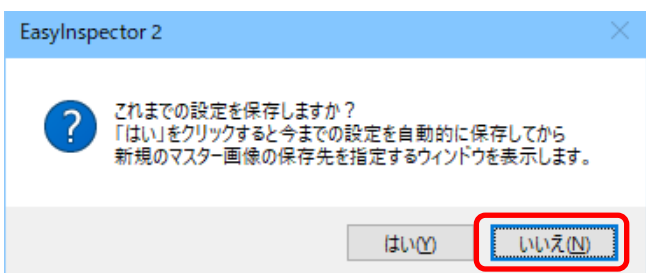 EasyInspector 2
これまでの設定を保存しますか？
「はい」をクリックすると今までの設定を自動的に保存してから
新規のマスター画像の保存先を指定するウィンドウを表示します。
はい(Y)
いいえ(N)